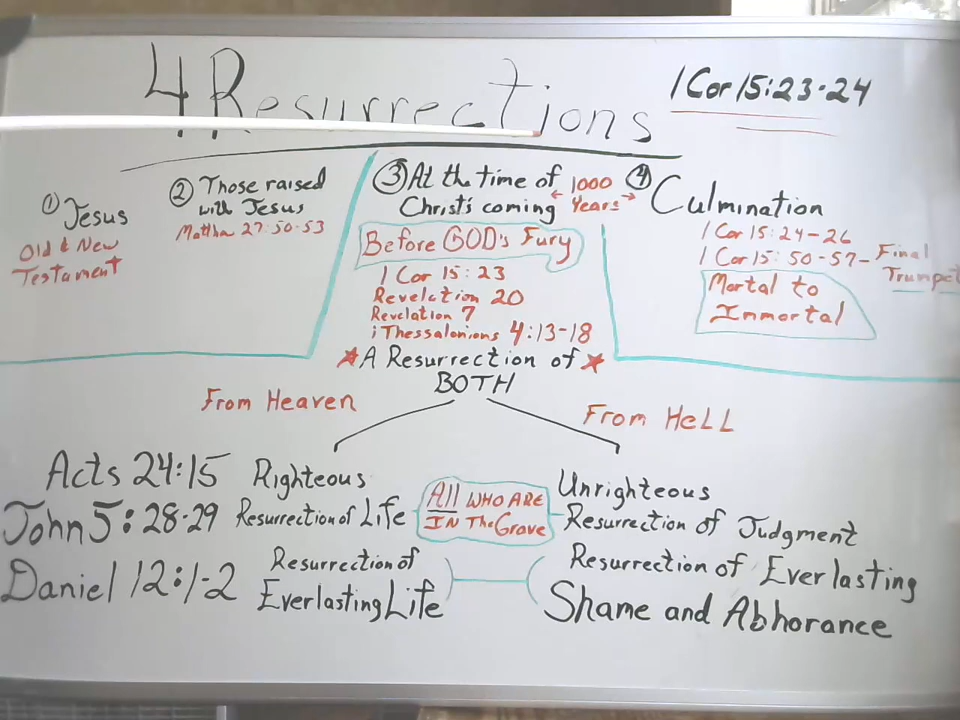 4 Resurrections
1 Cor 15:23-24
① Jesus
Old & New
Testament
② Those raised
with Jesus
Matthw 27:50-53
③ At the time of
Christ's coming
1000
Years
Before GOD's Fury
1 Cor 15:23
Revelation 20
Revelation 7
1 Thessalonions 4:13-18
A Resurrection of
BOTH
④ Culmination
1 Cor 15:24-26
1 Cor 15:50-57- Final
Trumpet
Mortal to
Immortal
From Heaven
From HeLL
Acts 24:15 Righteous
Unrighteous
John 5:28-29 Resurrection of Life
All WHO ARE
IN The Grave
Resurrection of Judgment
Daniel 12:1-2
Resurrection of
Everlasting Life
Resurrection of Everlasting
Shame and Abhorance